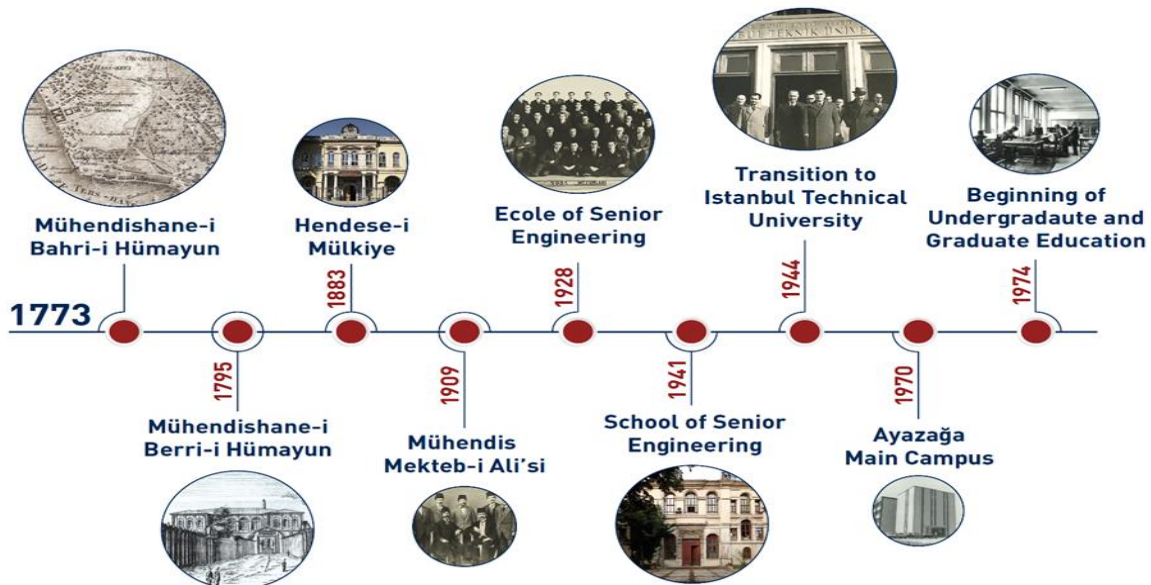 Mühendishane-i
Bahri-i Hümayun
1773
1795
Mühendishane-i
Berri-i Hümayun
Hendese-i
Mülkiye
1883
1909
Mühendis
Mekteb-i Ali'si
Ecole of Senior
Engineering
1928
1941
School of Senior
Engineering
Transition to
Istanbul Technical
University
1944
1970
Ayazağa
Main Campus
Beginning of
Undergradaute and
Graduate Education
1974